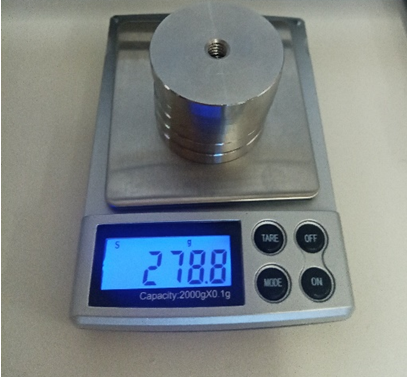 S g
278.8
Capacity:2000gX0.1g
TARE OFF
MODE ON